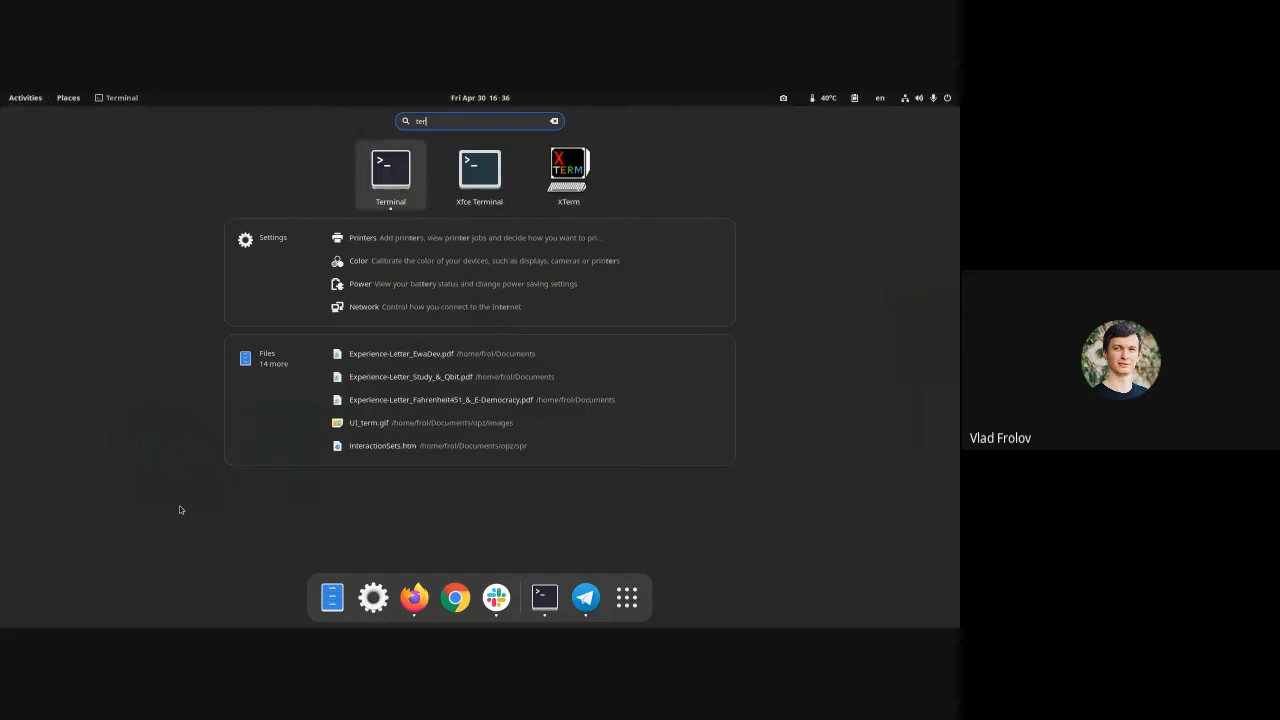 Activities Places Terminal Fri Apr 30 16:36 40°C en
ter
Terminal Xfce Terminal XTerm
X TERM
Settings
Printers Add printers, view printer jobs and decide how you want to pri...
Color Calibrate the color of your devices, such as displays, cameras or printers
Power View your battery status and change power saving settings
Network Control how you connect to the Internet
Files
14 more
Experience-Letter_EwaDev.pdf /home/frol/Documents
Experience-Letter_Study_&_Qbit.pdf /home/frol/Documents
Experience-Letter_Fahrenheit451_&_E-Democracy.pdf /home/frol/Documents
UI_term.gif /home/frol/Documents/opz/images
interactionSets.htm /home/frol/Documents/opz/spr
Vlad Frolov